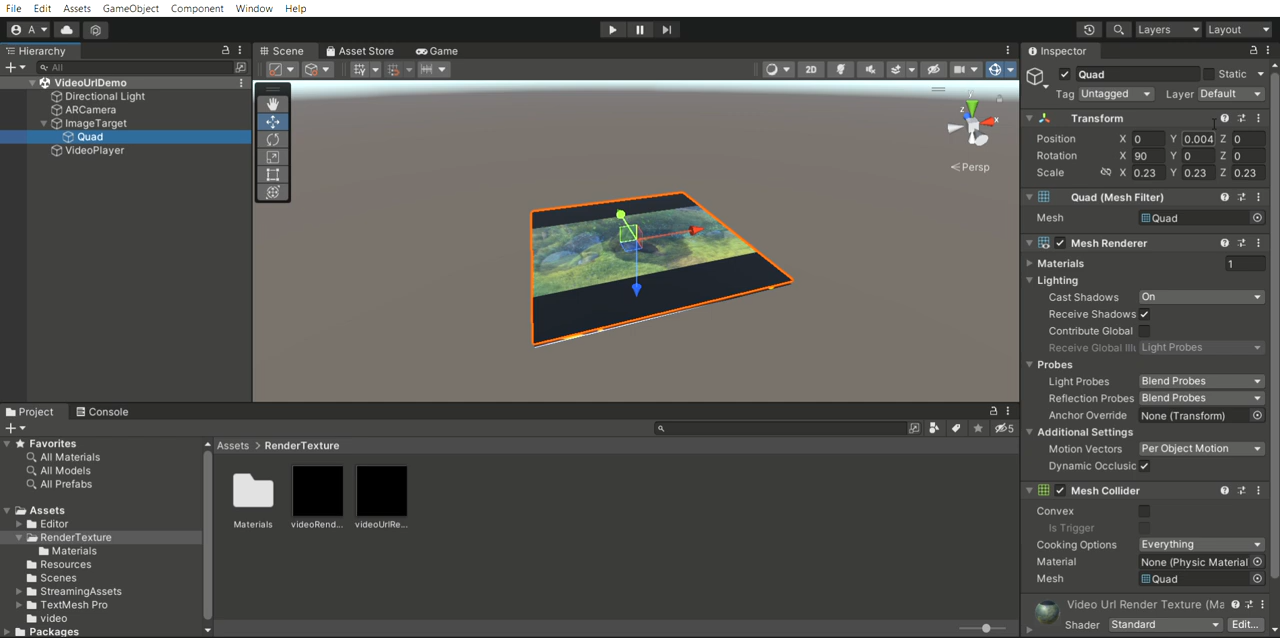 File Edit Assets GameObject Component Window Help
A Layers Layout
Hierarchy
All
VideoUrlDemo
Directional Light
ARCamera
ImageTarget
Quad
VideoPlayer
Scene Asset Store Game
2D
y
z
x
Persp
Inspector
Quad Static
Tag Untagged Layer Default
Transform
Position X 0 Y 0.004 Z 0
Rotation X 90 Y 0 Z 0
Scale X 0.23 Y 0.23 Z 0.23
Quad (Mesh Filter)
Mesh Quad
Mesh Renderer
Materials 1
Lighting
Cast Shadows On
Receive Shadows
Contribute Global
Receive Global Illu Light Probes
Probes
Light Probes Blend Probes
Reflection Probes Blend Probes
Anchor Override None (Transform)
Additional Settings
Motion Vectors Per Object Motion
Dynamic Occlusic
Mesh Collider
Convex
Is Trigger
Cooking Options Everything
Material None (Physic Material
Mesh Quad
Video Url Render Texture (Ma
Shader Standard Edit...
Project Console
5
Favorites
All Materials
All Models
All Prefabs
Assets
Editor
RenderTexture
Materials
Resources
Scenes
StreamingAssets
TextMesh Pro
video
Packages
Assets > RenderTexture
Materials videoRend... videoUrlRe...